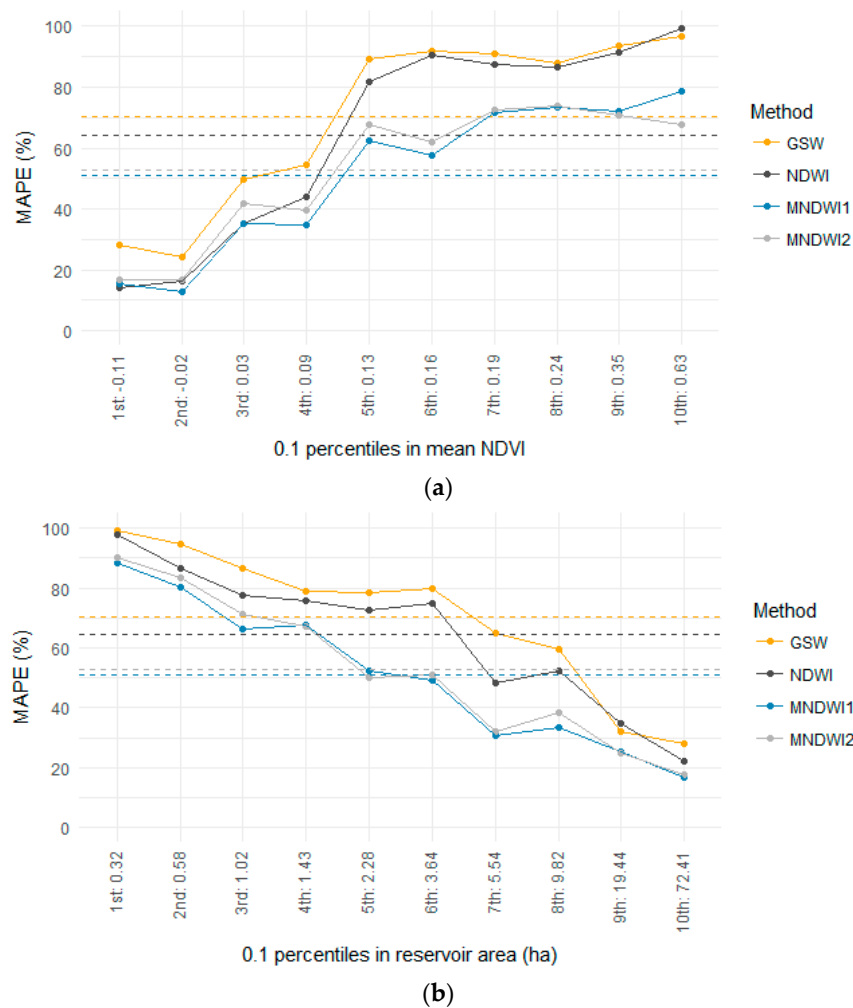 100
80
60
40
20
0
MAPE (%)
1st: -0.11
2nd: -0.02
3rd: 0.03
4th: 0.09
5th: 0.13
6th: 0.16
7th: 0.19
8th: 0.24
9th: 0.35
10th: 0.63
0.1 percentiles in mean NDVI
Method
GSW
NDWI
MNDWI1
MNDWI2
(a)
100
80
60
40
20
0
MAPE (%)
1st: 0.32
2nd: 0.58
3rd: 1.02
4th: 1.43
5th: 2.28
6th: 3.64
7th: 5.54
8th: 9.82
9th: 19.44
10th: 72.41
0.1 percentiles in reservoir area (ha)
Method
GSW
NDWI
MNDWI1
MNDWI2
(b)